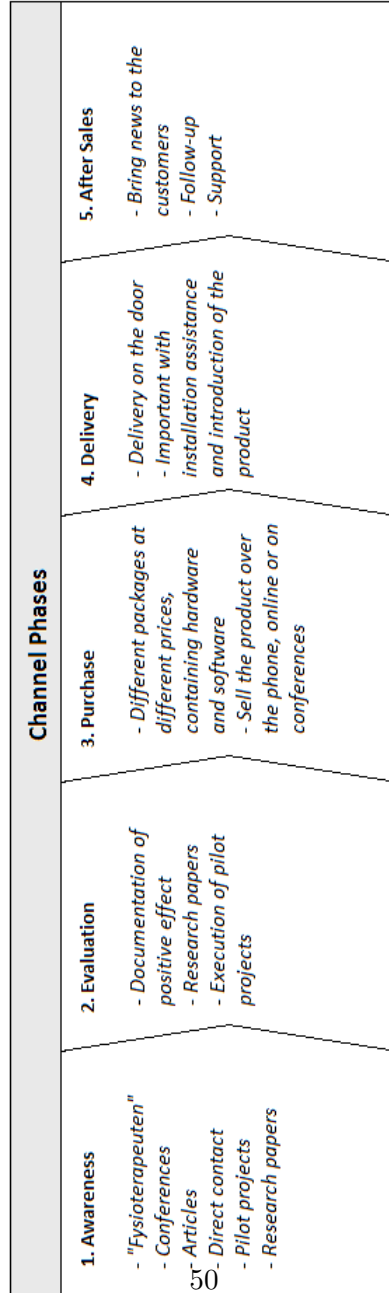 Channel Phases
1. Awareness
- "Fysioterapeuten"
- Conferences
- Articles
- Direct contact
- Pilot projects
- Research papers
2. Evaluation
- Documentation of
positive effect
- Research papers
- Execution of pilot
projects
3. Purchase
- Different packages at
different prices,
containing hardware
and software
- Sell the product over
the phone, online or on
conferences
4. Delivery
- Delivery on the door
- Important with
installation assistance
and introduction of the
product
5. After Sales
- Bring news to the
customers
- Follow-up
- Support
50